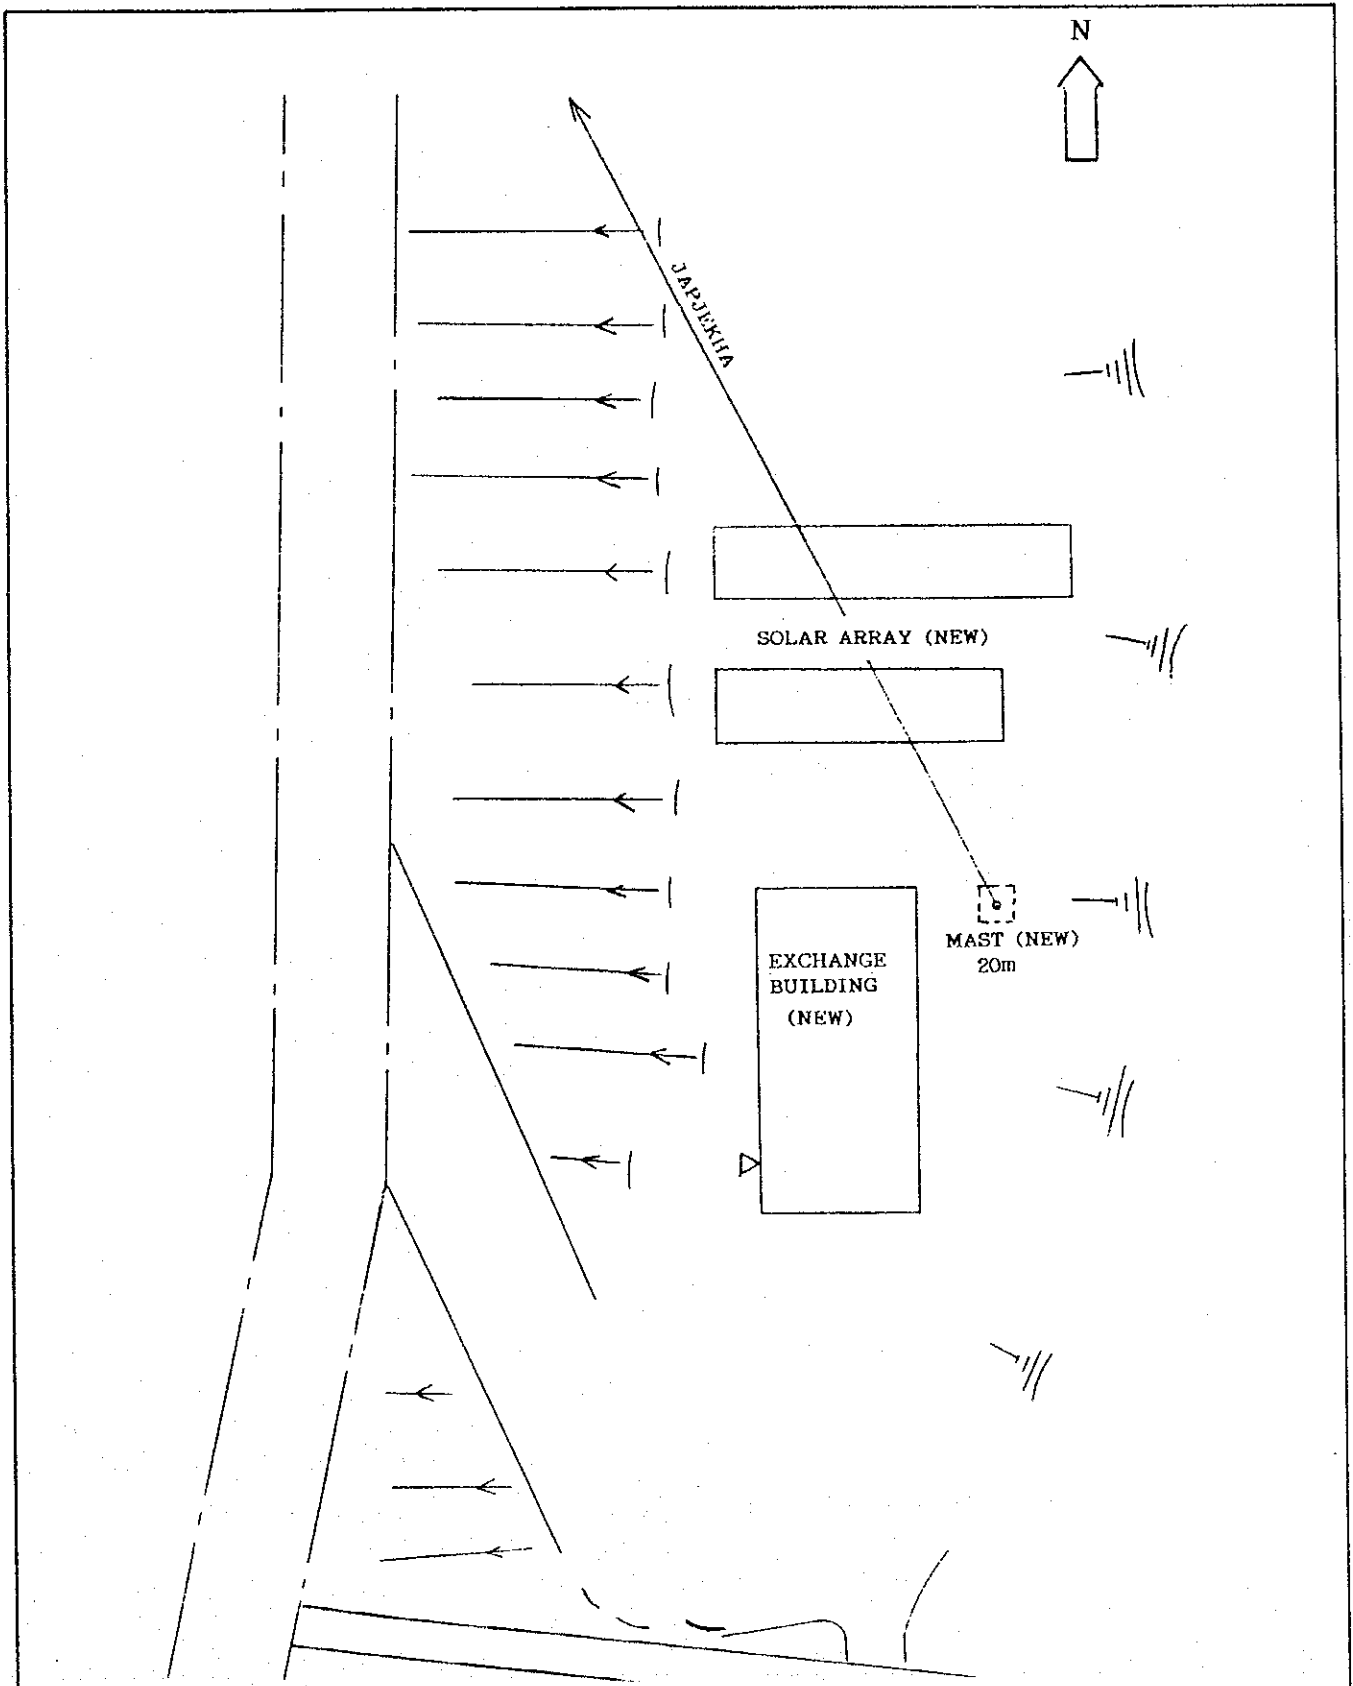 N
JAPJEKHA
SOLAR ARRAY (NEW)
MAST (NEW)
20m
EXCHANGE
BUILDING
(NEW)